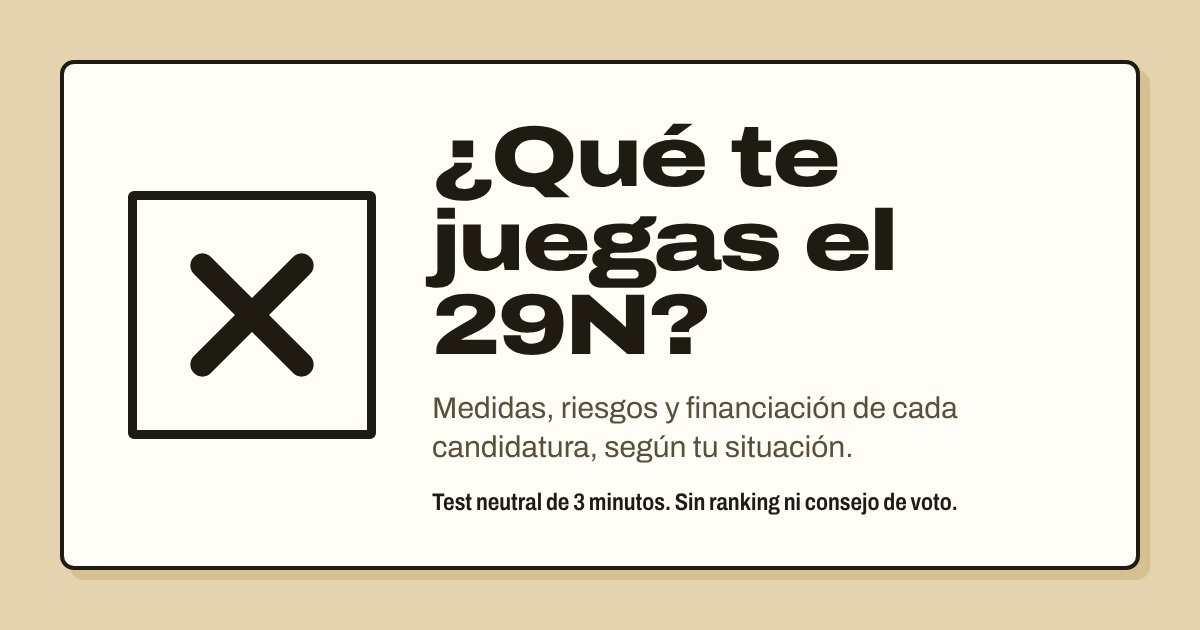 ¿Qué te
juegas el
29N?
Medidas, riesgos y financiación de cada
candidatura, según tu situación.
Test neutral de 3 minutos. Sin ranking ni consejo de voto.